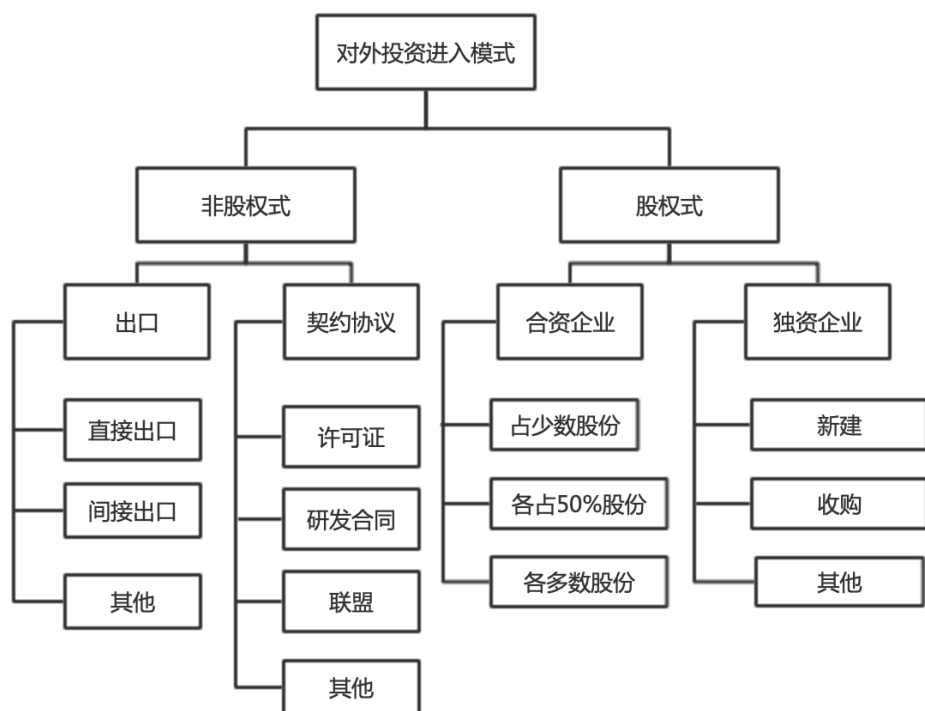 对外投资进入模式
非股权式
股权式
出口
契约协议
合资企业
独资企业
直接出口
间接出口
其他
许可证
研发合同
联盟
其他
占少数股份
各占50%股份
各多数股份
新建
收购
其他